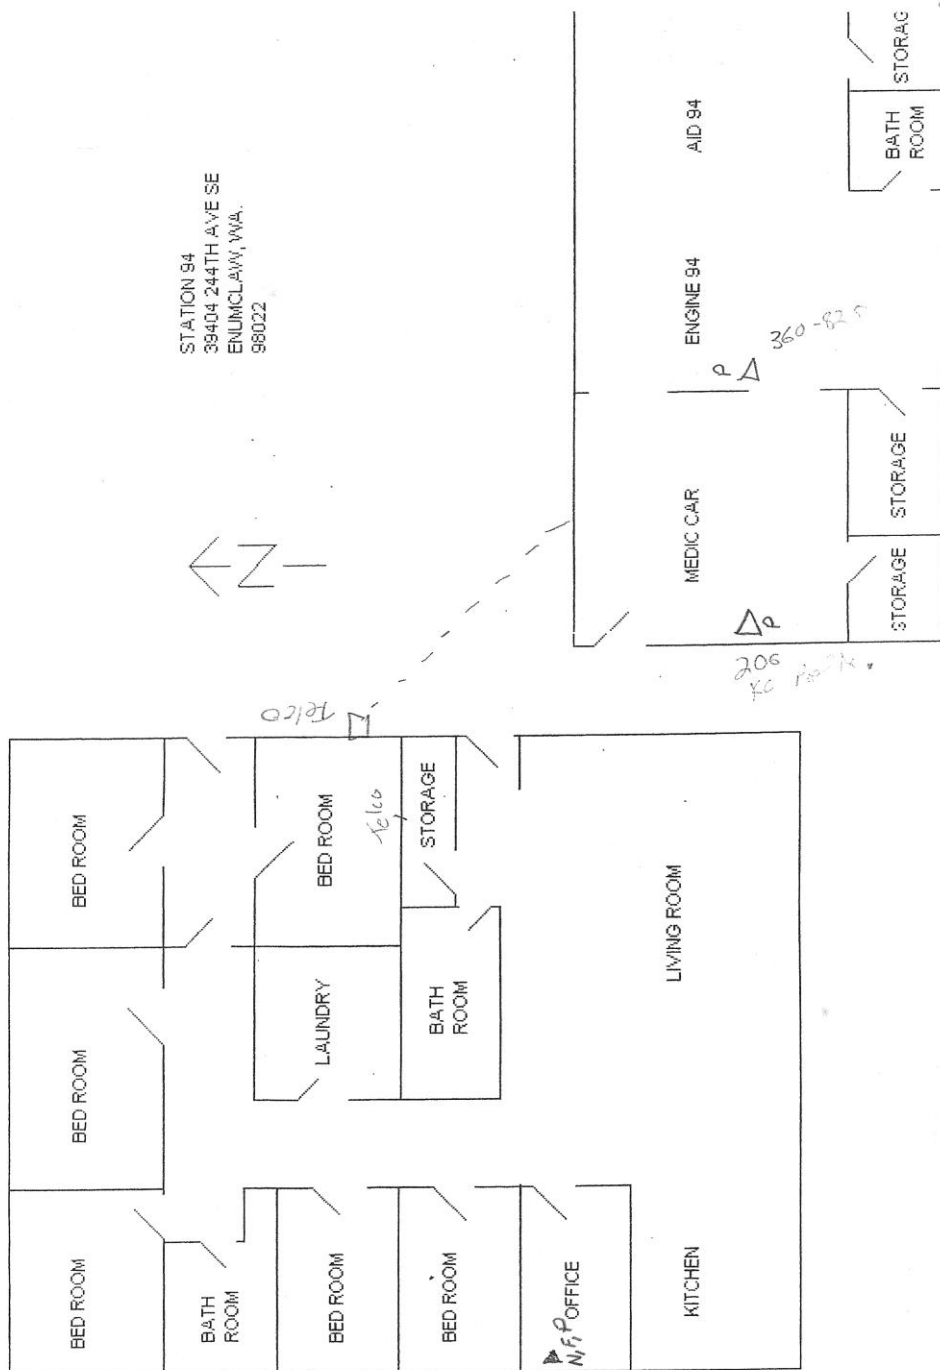 BED ROOM
BED ROOM
BED ROOM
STATION 94
39404 244TH AVE SE
ENUMCLAW, WA.
98022
BATH
ROOM
Telco
BED ROOM
LAUNDRY
BED ROOM
Telco
BED ROOM
BATH
ROOM
STORAGE
N,F,P OFFICE
KITCHEN
LIVING ROOM
MEDIC CAR
ENGINE 94
AID 94
P
P
206
KC
360-82
STORAGE
STORAGE
BATH
ROOM
STORAG
N